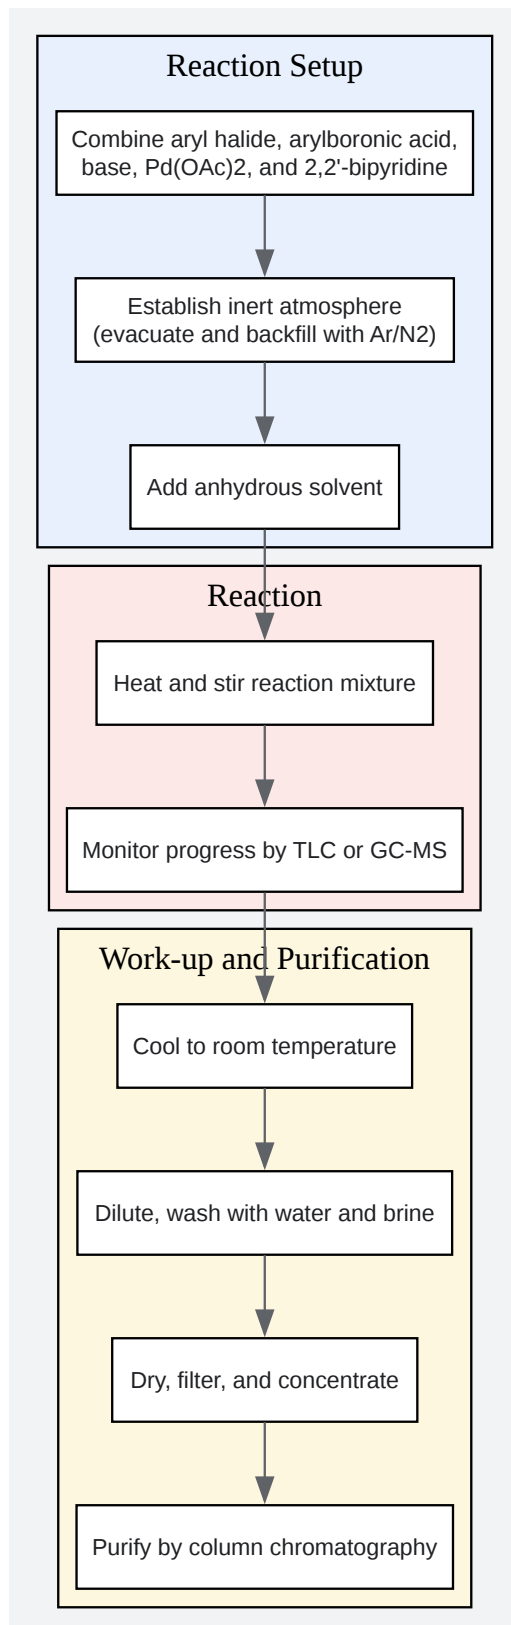 Reaction Setup
Combine aryl halide, arylboronic acid,
base, Pd(OAc)2, and 2,2'-bipyridine
Establish inert atmosphere
(evacuate and backfill with Ar/N2)
Add anhydrous solvent
Reaction
Heat and stir reaction mixture
Monitor progress by TLC or GC-MS
Work-up and Purification
Cool to room temperature
Dilute, wash with water and brine
Dry, filter, and concentrate
Purify by column chromatography